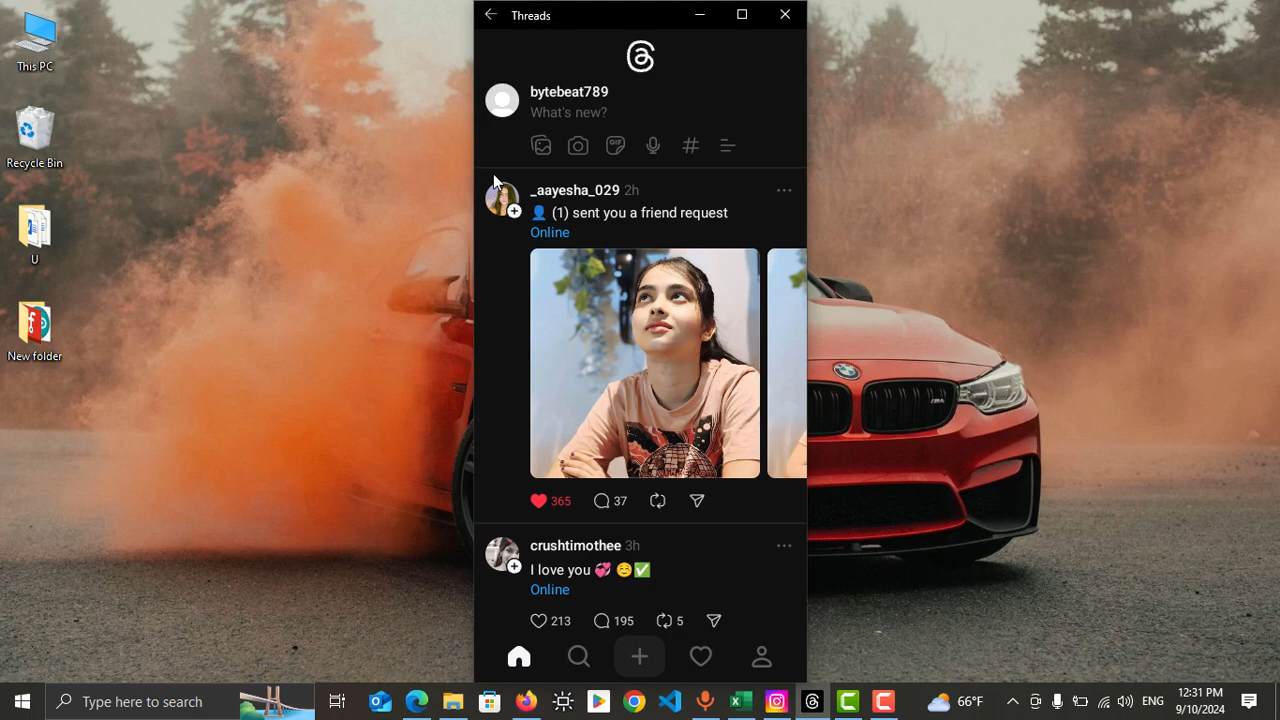 This PC
Recycle Bin
U
New folder
Threads
bytebeat789
What's new?
GIF
_aayesha_029 2h
👤 (1) sent you a friend request
Online
365 37
crushtimothee 3h
I love you 💞 ☺️✅
Online
213 195 5
Type here to search
66°F
ENG
12:31 PM
9/10/2024